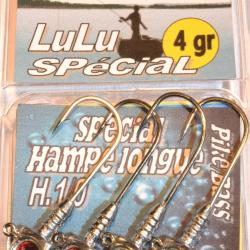 LuLu
SPéCiAL
4 gr
SPéCiAL
Hampe longue
H.1/0
Pike Bass